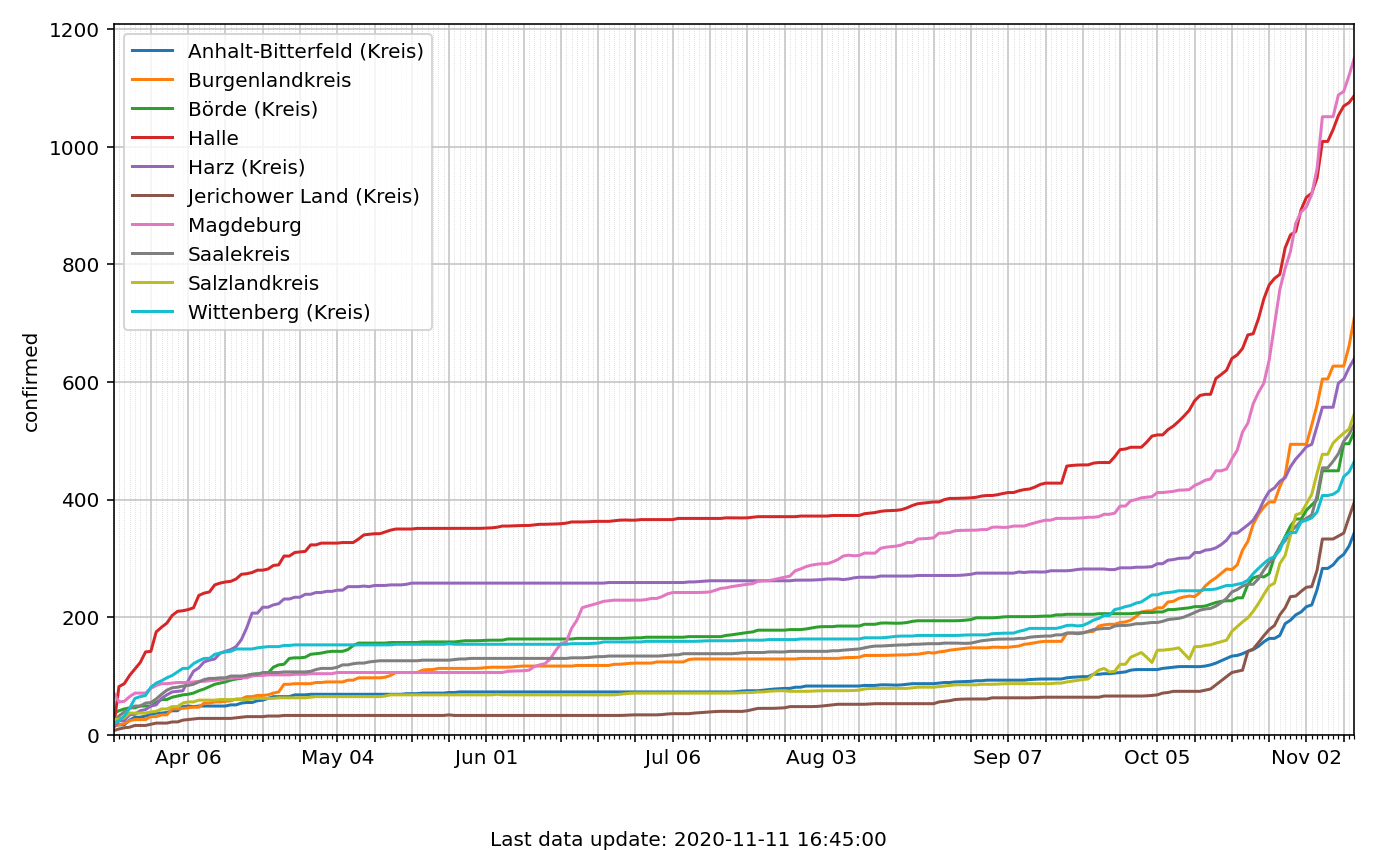 1200
1000
800
600
400
200
0
confirmed
Anhalt-Bitterfeld (Kreis)
Burgenlandkreis
Börde (Kreis)
Halle
Harz (Kreis)
Jerichower Land (Kreis)
Magdeburg
Saalekreis
Salzlandkreis
Wittenberg (Kreis)
Apr 06 May 04 Jun 01 Jul 06 Aug 03 Sep 07 Oct 05 Nov 02
Last data update: 2020-11-11 16:45:00